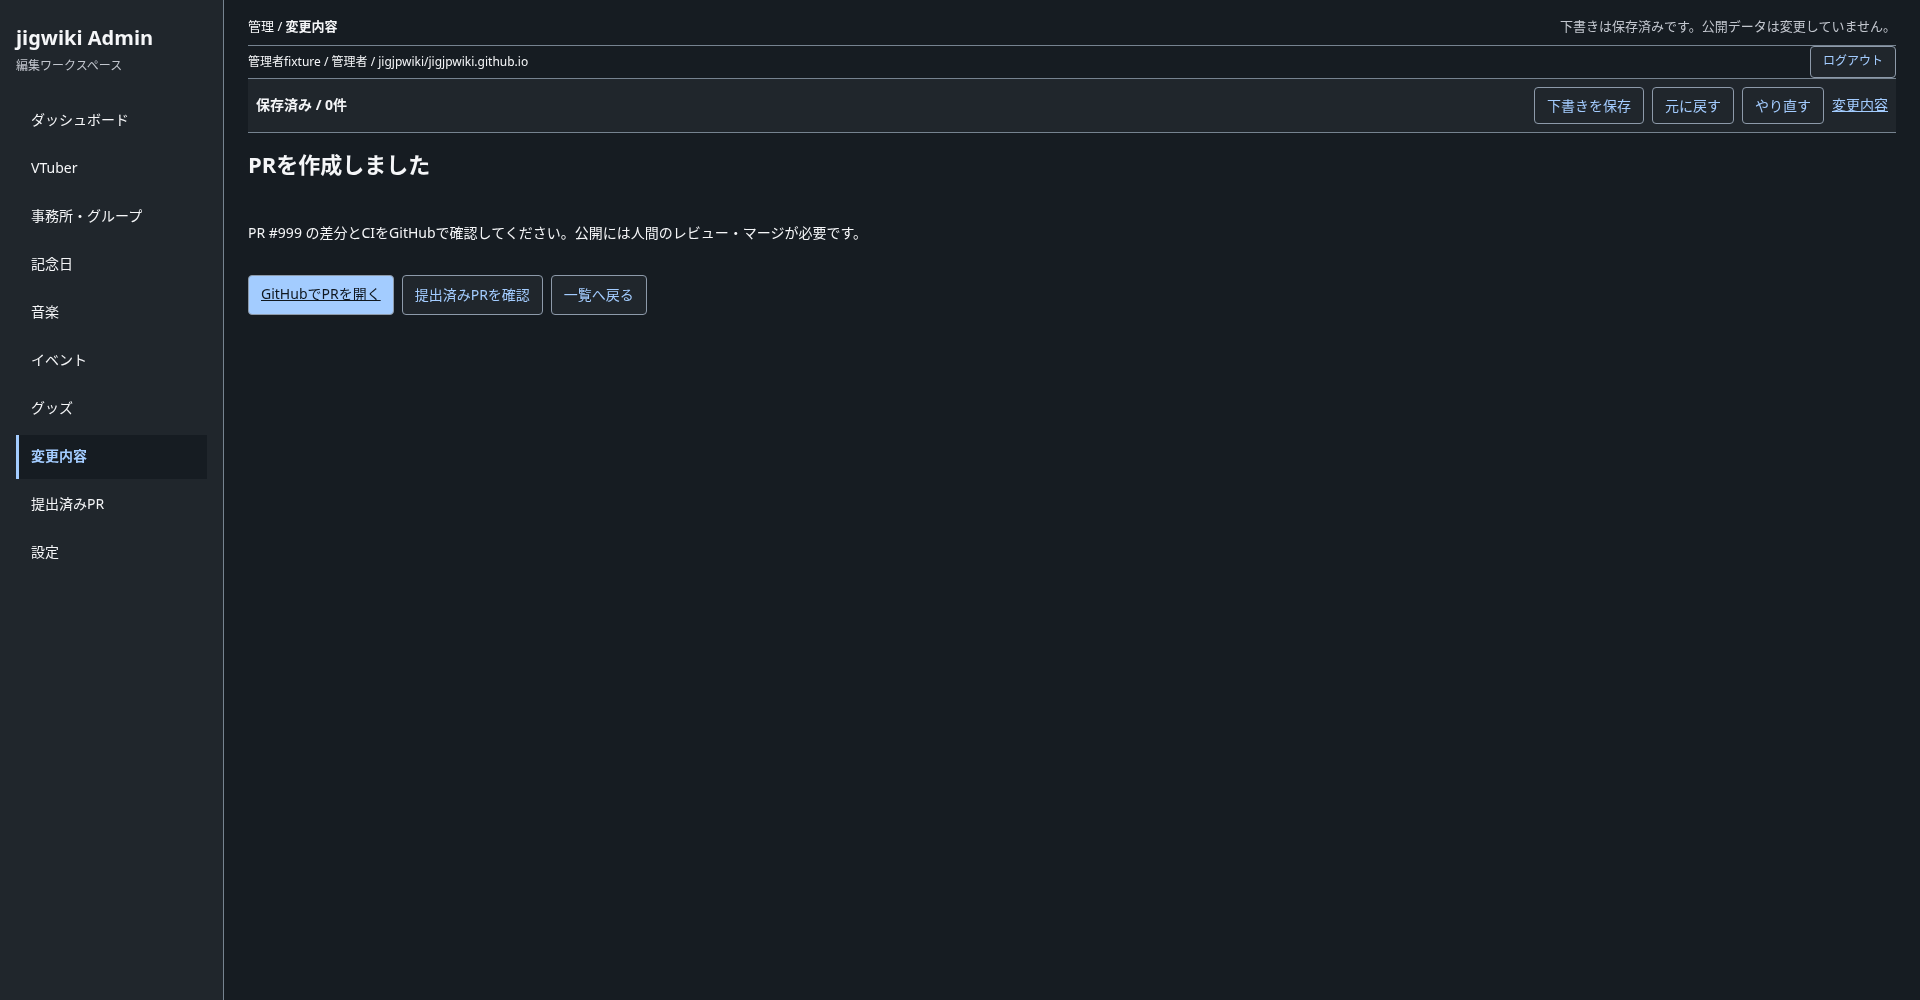 jigwiki Admin
編集ワークスペース
ダッシュボード
VTuber
事務所・グループ
記念日
音楽
イベント
グッズ
変更内容
提出済みPR
設定
管理 / 変更内容
下書きは保存済みです。公開データは変更していません。
管理者fixture / 管理者 / jigjpwiki/jigjpwiki.github.io
ログアウト
保存済み / 0件
下書きを保存
元に戻す
やり直す
変更内容
PRを作成しました
PR #999 の差分とCIをGitHubで確認してください。公開には人間のレビュー・マージが必要です。
GitHubでPRを開く
提出済みPRを確認
一覧へ戻る